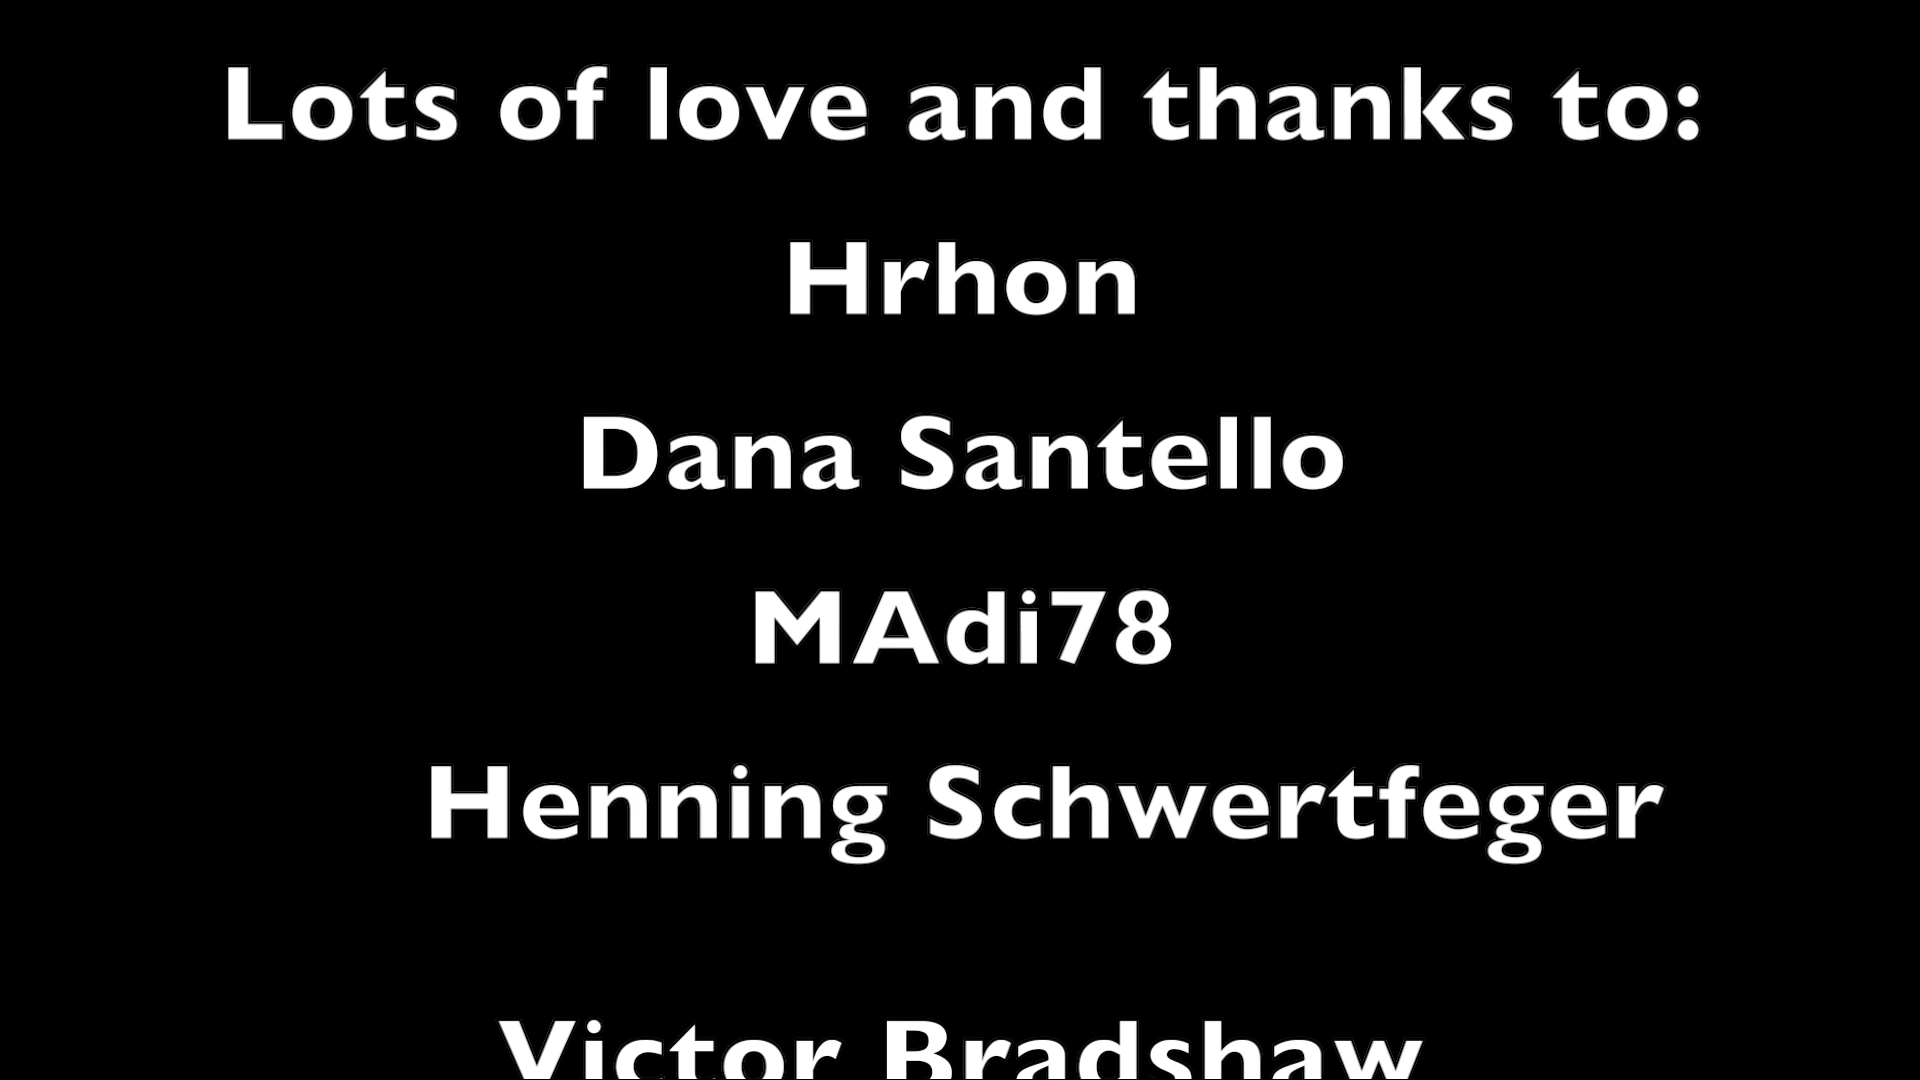 Lots of love and thanks to:
Hrhon
Dana Santello
MAdi78
Henning Schwertfeger
Victor Bradshaw